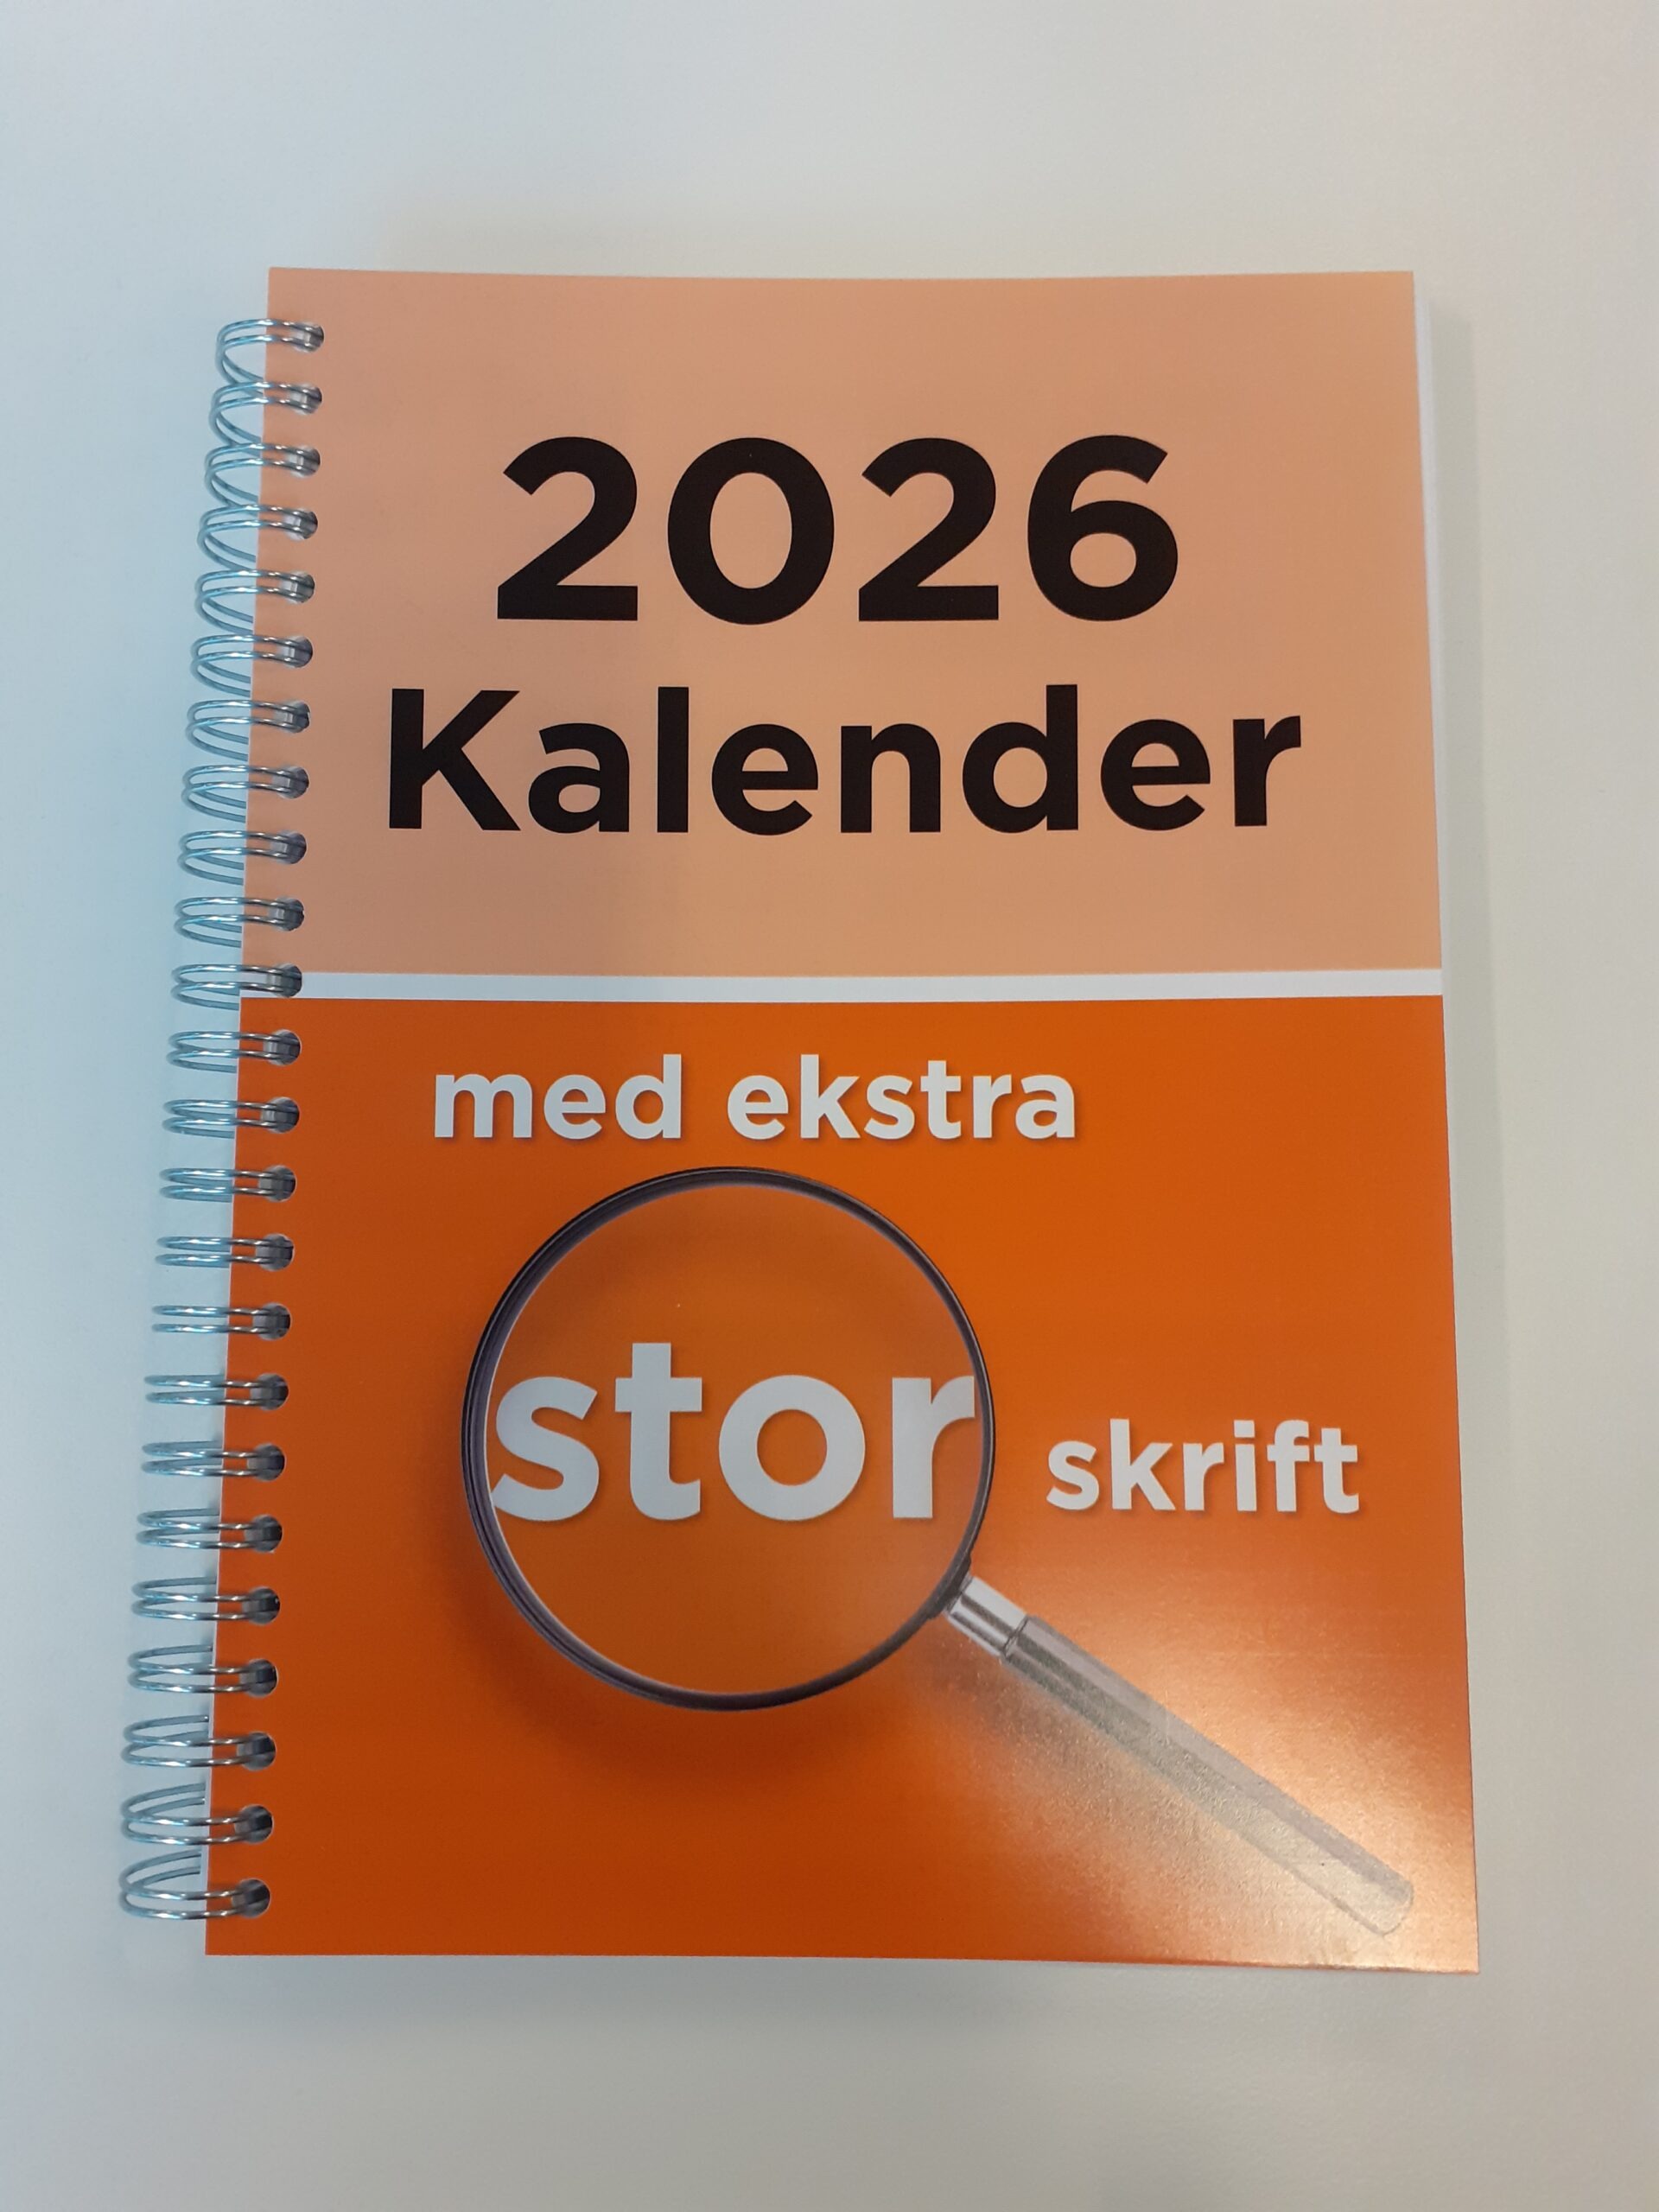 2026
Kalender
med ekstra
stor skrift